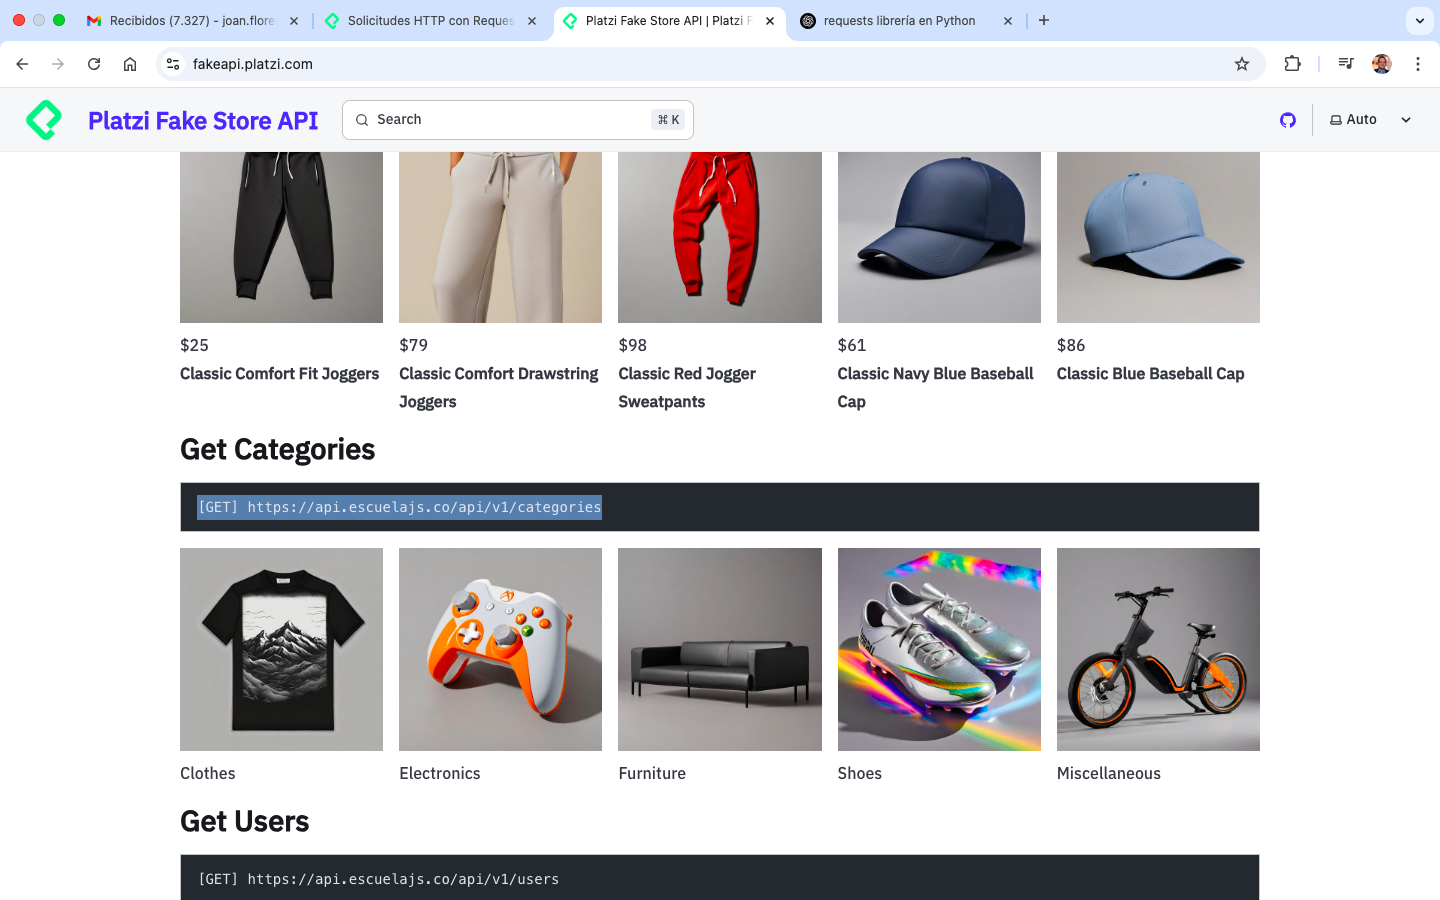 Recibidos (7.327) - joan.flore
Solicitudes HTTP con Reques
Platzi Fake Store API | Platzi F
requests librería en Python
fakeapi.platzi.com
Platzi Fake Store API
Search
⌘ K
Auto
$25
Classic Comfort Fit Joggers
$79
Classic Comfort Drawstring
Joggers
$98
Classic Red Jogger
Sweatpants
$61
Classic Navy Blue Baseball
Cap
$86
Classic Blue Baseball Cap
Get Categories
[GET] https://api.escuelajs.co/api/v1/categories
Clothes
Electronics
Furniture
Shoes
Miscellaneous
Get Users
[GET] https://api.escuelajs.co/api/v1/users